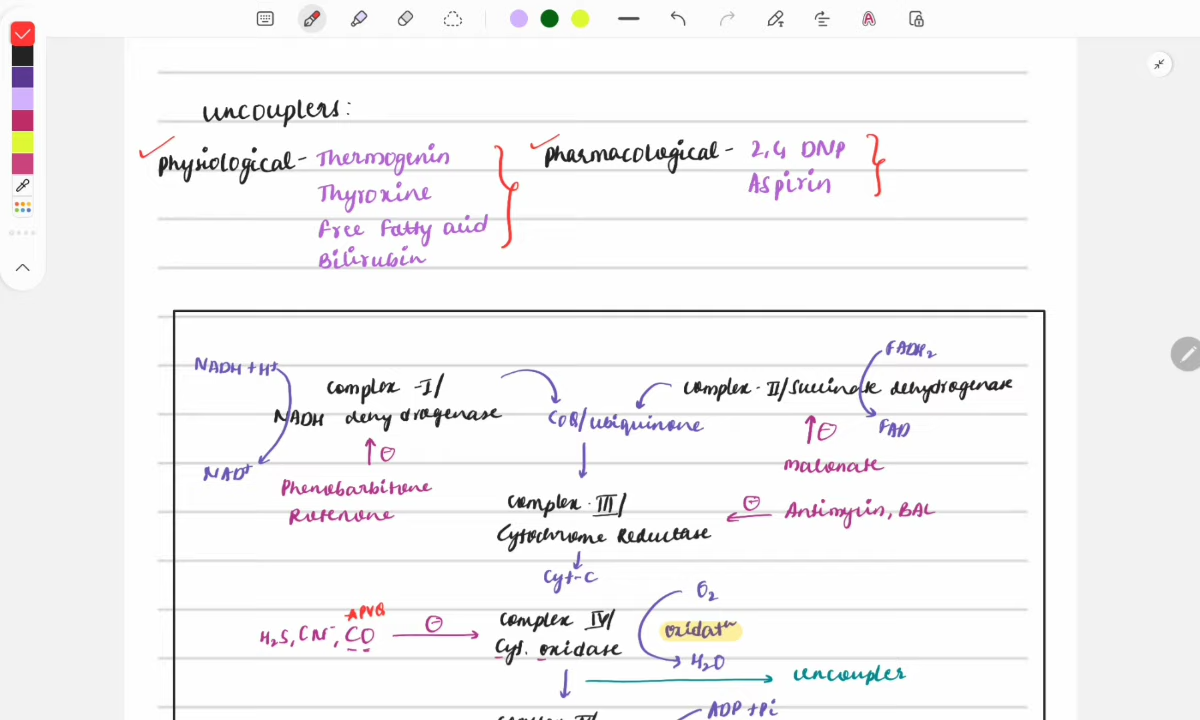 uncouplers:
Physiological- Thermogenin
Thyroxine
Free Fatty acid
Bilirubin
Pharmacological- 2,4 DNP
Aspirin
NADH + H+
NAD+
Complex -I/
NADH dehydrogenase
⊖
Phenobarbitone
Rotenone
COQ/ubiquinone
Complex-II/Succinate dehydrogenase
FADH2
FAD
⊖
malonate
Complex-III/
Cytochrome Reductase
⊖ Antimycin, BAL
Cyt-C
APVQ
H2S, CN-, CO
⊖
Complex IV/
Cyt. oxidase
O2
oxidatn
H2O
uncoupler
ADP + Pi